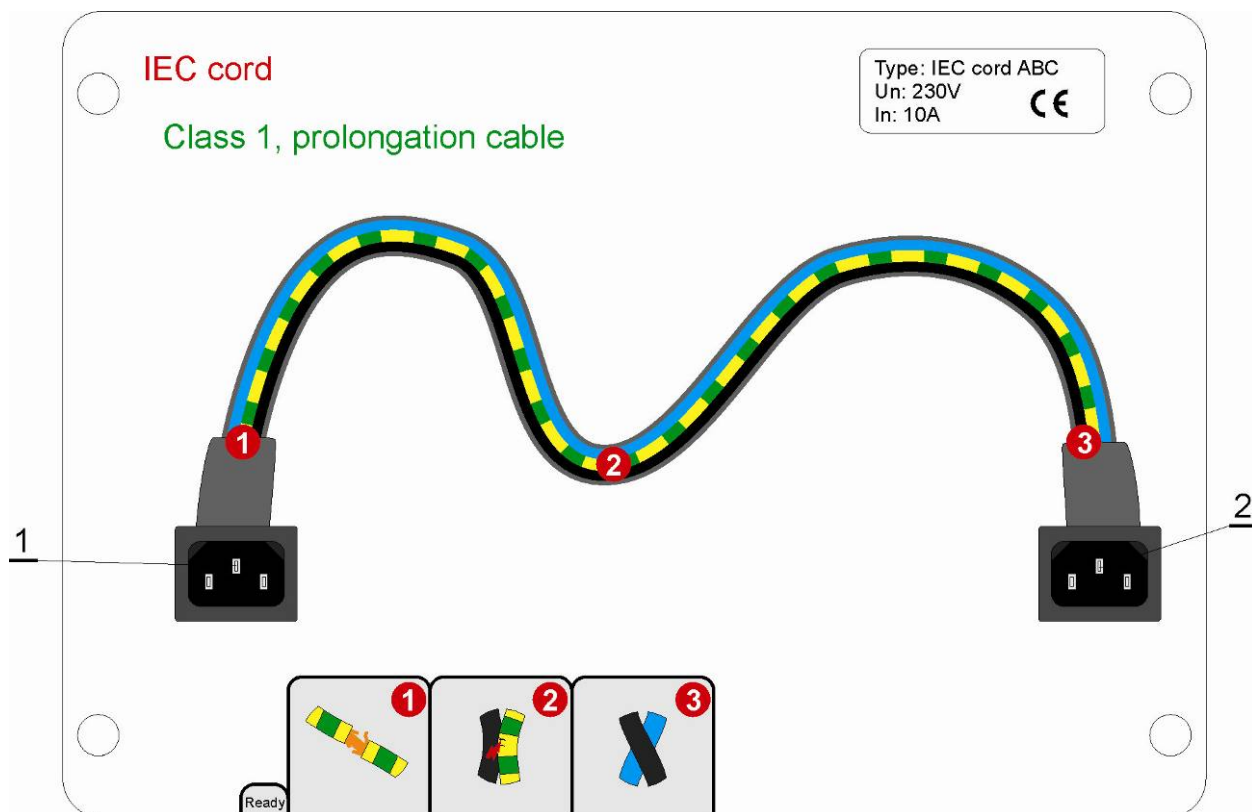 IEC cord
Class 1, prolongation cable
Type: IEC cord ABC
Un: 230V
In: 10A
CE
1
2
3
1
2
1
2
3
Ready